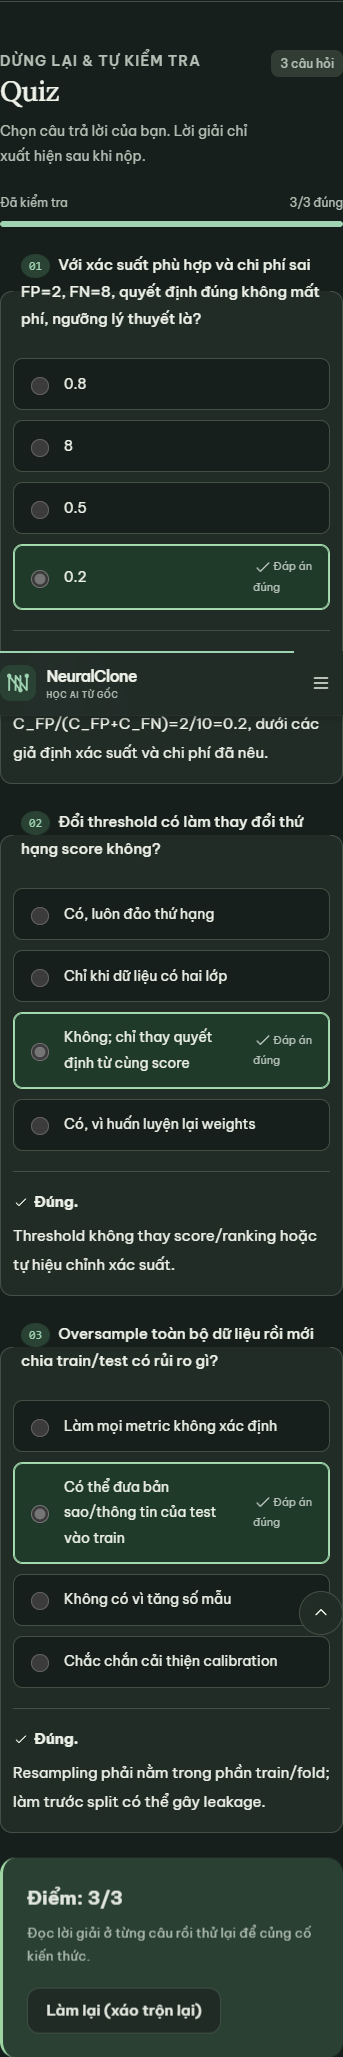 DỪNG LẠI & TỰ KIỂM TRA
3 câu hỏi
Quiz
Chọn câu trả lời của bạn. Lời giải chỉ
xuất hiện sau khi nộp.
Đã kiểm tra
3/3 đúng
01 Với xác suất phù hợp và chi phí sai
FP=2, FN=8, quyết định đúng không mất
phí, ngưỡng lý thuyết là?
0.8
8
0.5
0.2
✓ Đáp án
đúng
NeuralClone
HỌC AI TỪ GỐC
C_FP/(C_FP+C_FN)=2/10=0.2, dưới các
giả định xác suất và chi phí đã nêu.
02 Đổi threshold có làm thay đổi thứ
hạng score không?
Có, luôn đảo thứ hạng
Chỉ khi dữ liệu có hai lớp
Không; chỉ thay quyết
định từ cùng score
✓ Đáp án
đúng
Có, vì huấn luyện lại weights
✓ Đúng.
Threshold không thay score/ranking hoặc
tự hiệu chỉnh xác suất.
03 Oversample toàn bộ dữ liệu rồi mới
chia train/test có rủi ro gì?
Làm mọi metric không xác định
Có thể đưa bản
sao/thông tin của test
vào train
✓ Đáp án
đúng
Không có vì tăng số mẫu
Chắc chắn cải thiện calibration
✓ Đúng.
Resampling phải nằm trong phần train/fold;
làm trước split có thể gây leakage.
Điểm: 3/3
Đọc lời giải ở từng câu rồi thử lại để củng cố
kiến thức.
Làm lại (xáo trộn lại)